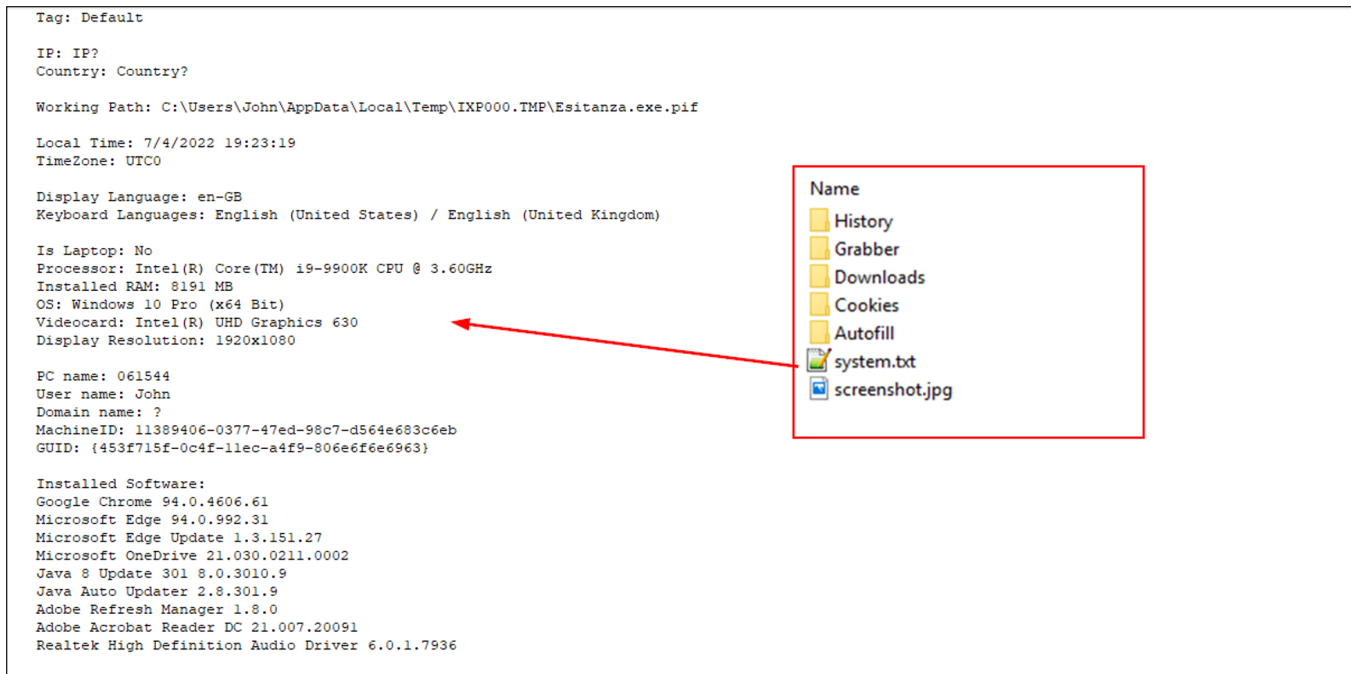 Tag: Default
IP: IP?
Country: Country?
Working Path: C:\Users\John\AppData\Local\Temp\IXP000.TMP\Esitanza.exe.pif
Local Time: 7/4/2022 19:23:19
TimeZone: UTC0
Display Language: en-GB
Keyboard Languages: English (United States) / English (United Kingdom)
Is Laptop: No
Processor: Intel(R) Core(TM) i9-9900K CPU @ 3.60GHz
Installed RAM: 8191 MB
OS: Windows 10 Pro (x64 Bit)
Videocard: Intel(R) UHD Graphics 630
Display Resolution: 1920x1080
PC name: 061544
User name: John
Domain name: ?
MachineID: 11389406-0377-47ed-98c7-d564e683c6eb
GUID: {453f715f-0c4f-11ec-a4f9-806e6f6e6963}
Installed Software:
Google Chrome 94.0.4606.61
Microsoft Edge 94.0.992.31
Microsoft Edge Update 1.3.151.27
Microsoft OneDrive 21.030.0211.0002
Java 8 Update 301 8.0.3010.9
Java Auto Updater 2.8.301.9
Adobe Refresh Manager 1.8.0
Adobe Acrobat Reader DC 21.007.20091
Realtek High Definition Audio Driver 6.0.1.7936
Name
History
Grabber
Downloads
Cookies
Autofill
system.txt
screenshot.jpg